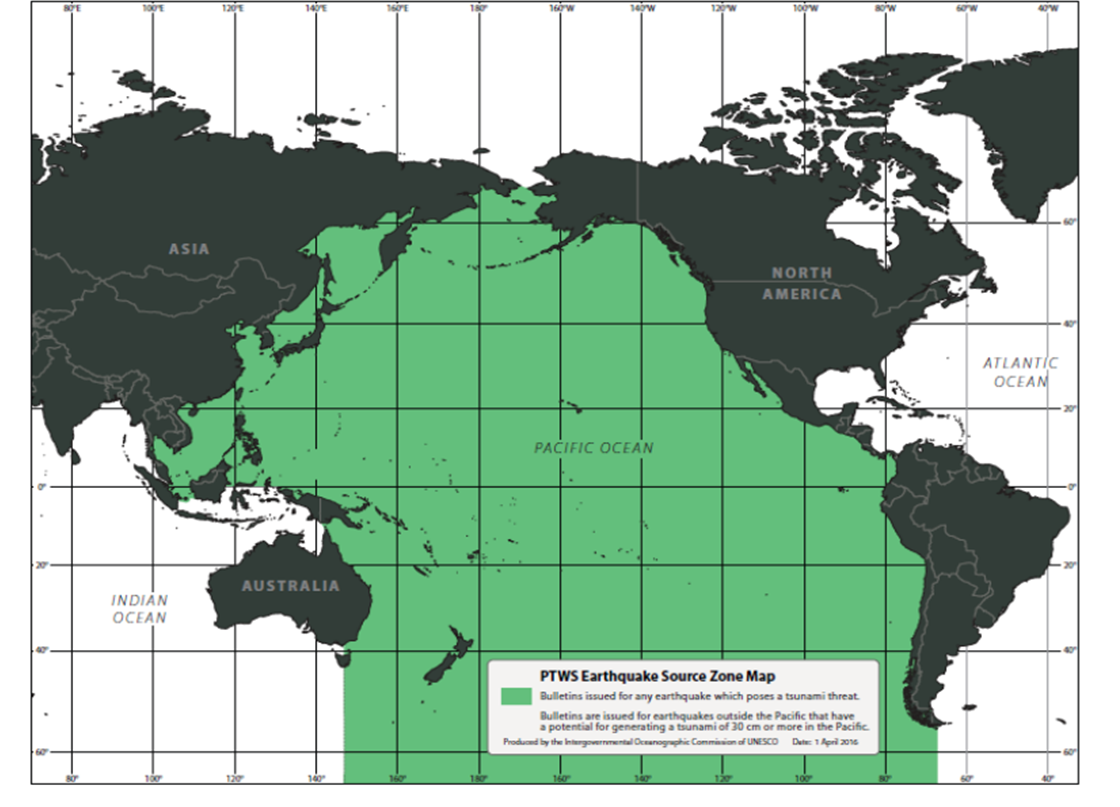 80°E 100°E 120°E 140°E 160°E 180° 160°W 140°W 120°W 100°W 80°W 60°W 40°W
60°
ASIA
NORTH
AMERICA
40°
ATLANTIC
OCEAN
20°
PACIFIC OCEAN
0° 0°
20° 20°
AUSTRALIA
INDIAN
OCEAN
40° 40°
PTWS Earthquake Source Zone Map
Bulletins issued for any earthquake which poses a tsunami threat.
Bulletins are issued for earthquakes outside the Pacific that have
a potential for generating a tsunami of 30 cm or more in the Pacific.
Produced by the Intergovernmental Oceanographic Commission of UNESCO Date: 1 April 2016
60° 60°
80° 100° 120° 140° 160° 180° 160° 140° 120° 100° 80° 60° 40°